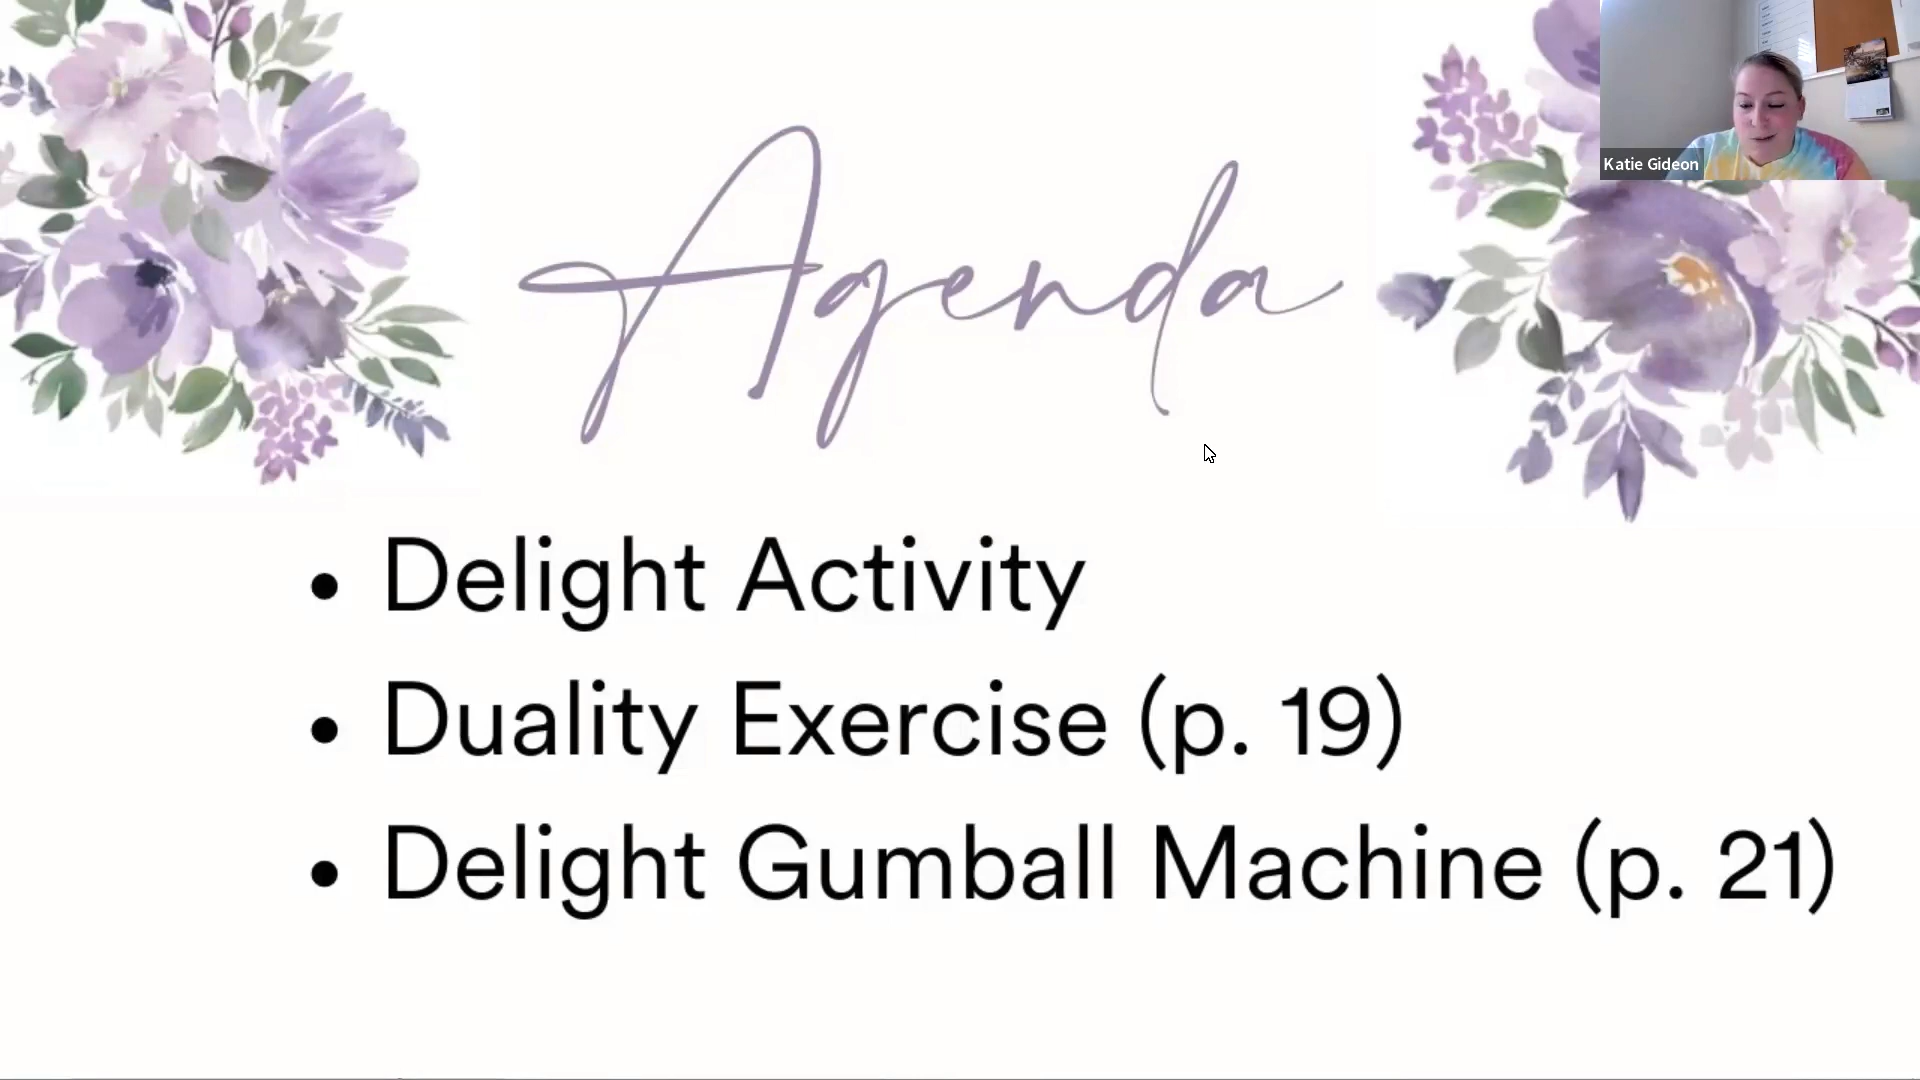 Agenda
Katie Gideon
• Delight Activity
• Duality Exercise (p. 19)
• Delight Gumball Machine (p. 21)